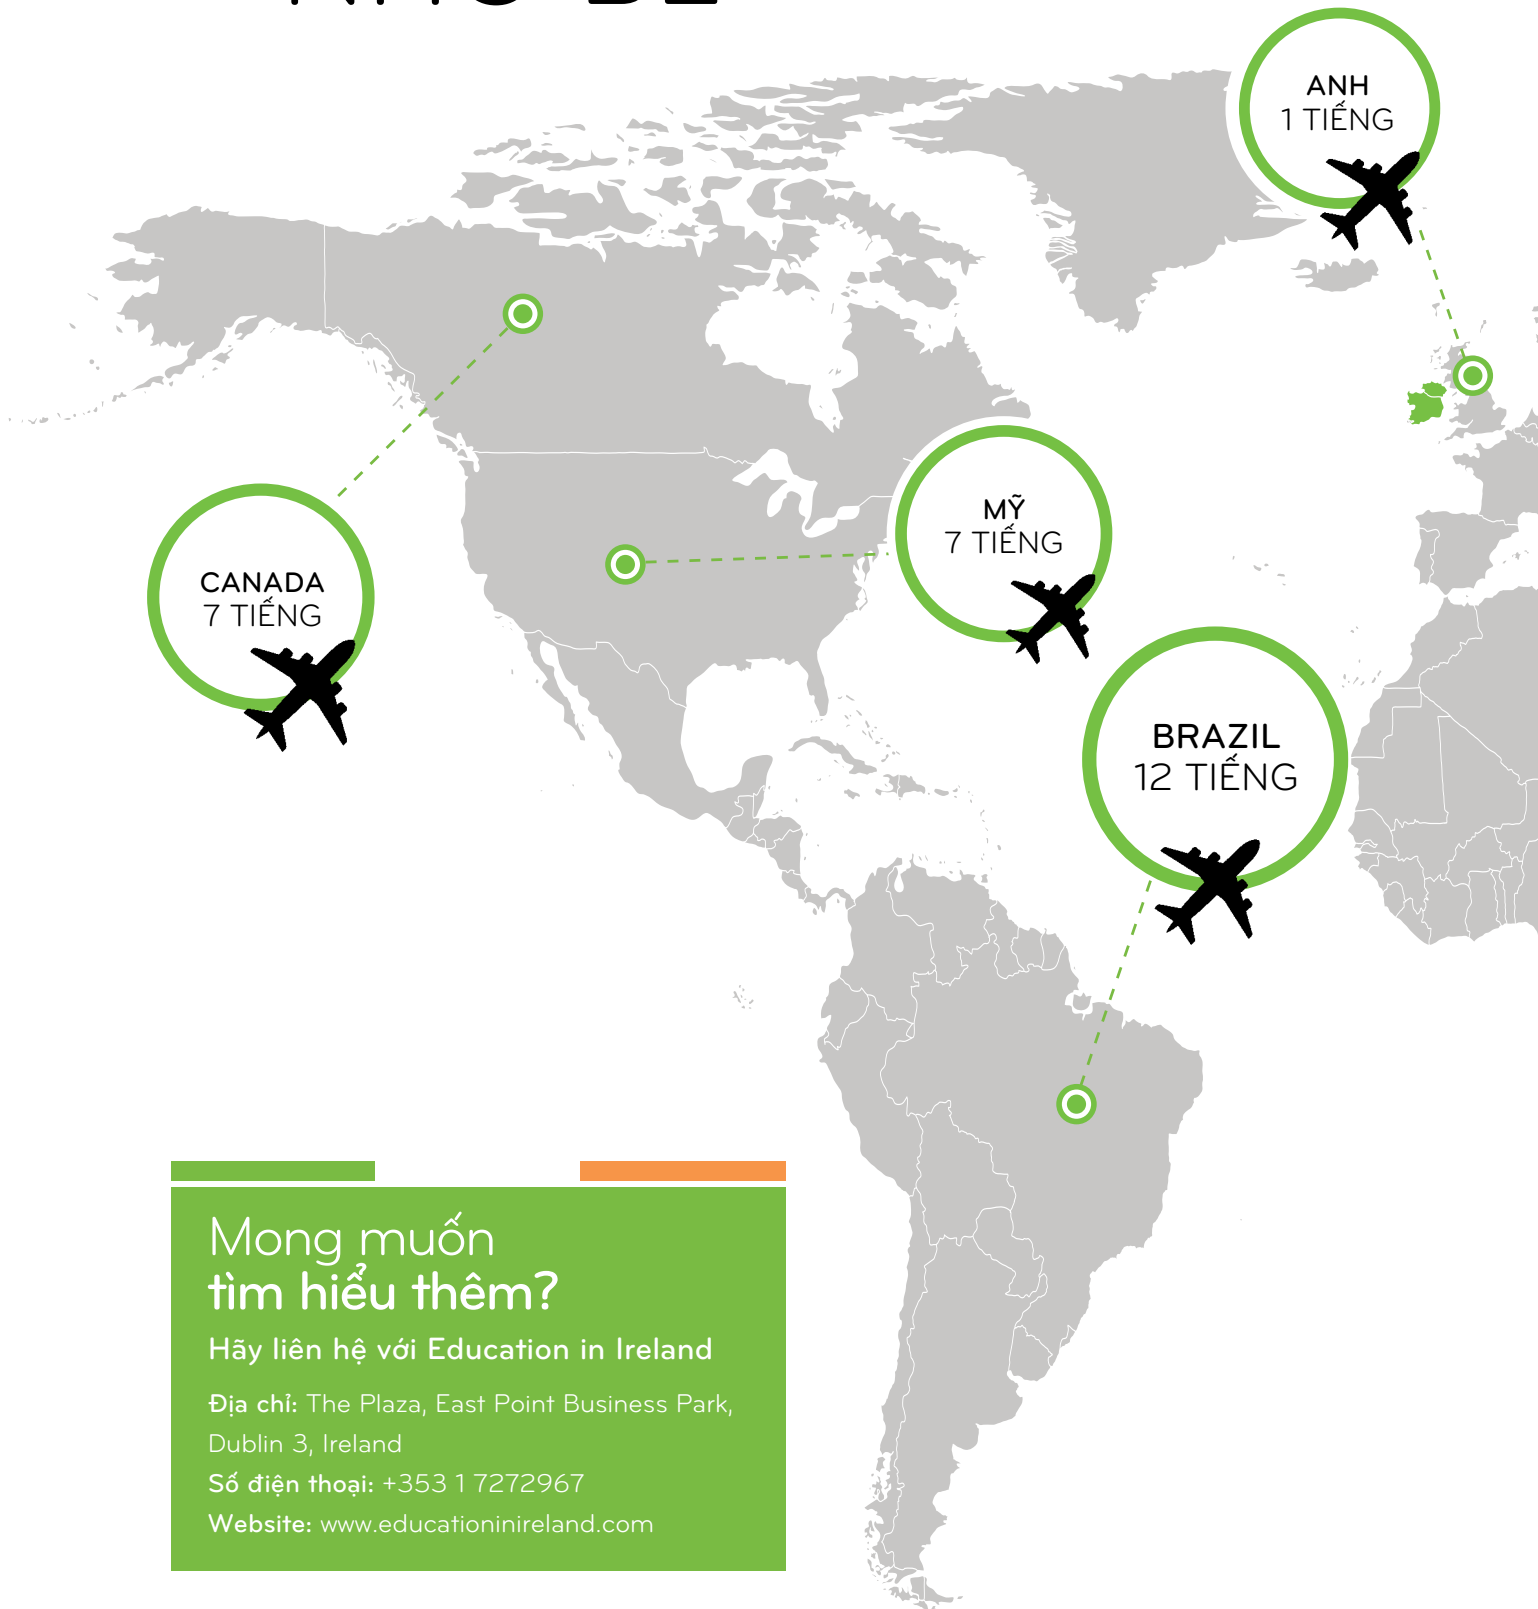 ANH
1 TIẾNG
MỸ
7 TIẾNG
CANADA
7 TIẾNG
BRAZIL
12 TIẾNG
Mong muốn
tìm hiểu thêm?
Hãy liên hệ với Education in Ireland
Địa chỉ: The Plaza, East Point Business Park,
Dublin 3, Ireland
Số điện thoại: +353 1 7272967
Website: www.educationinireland.com